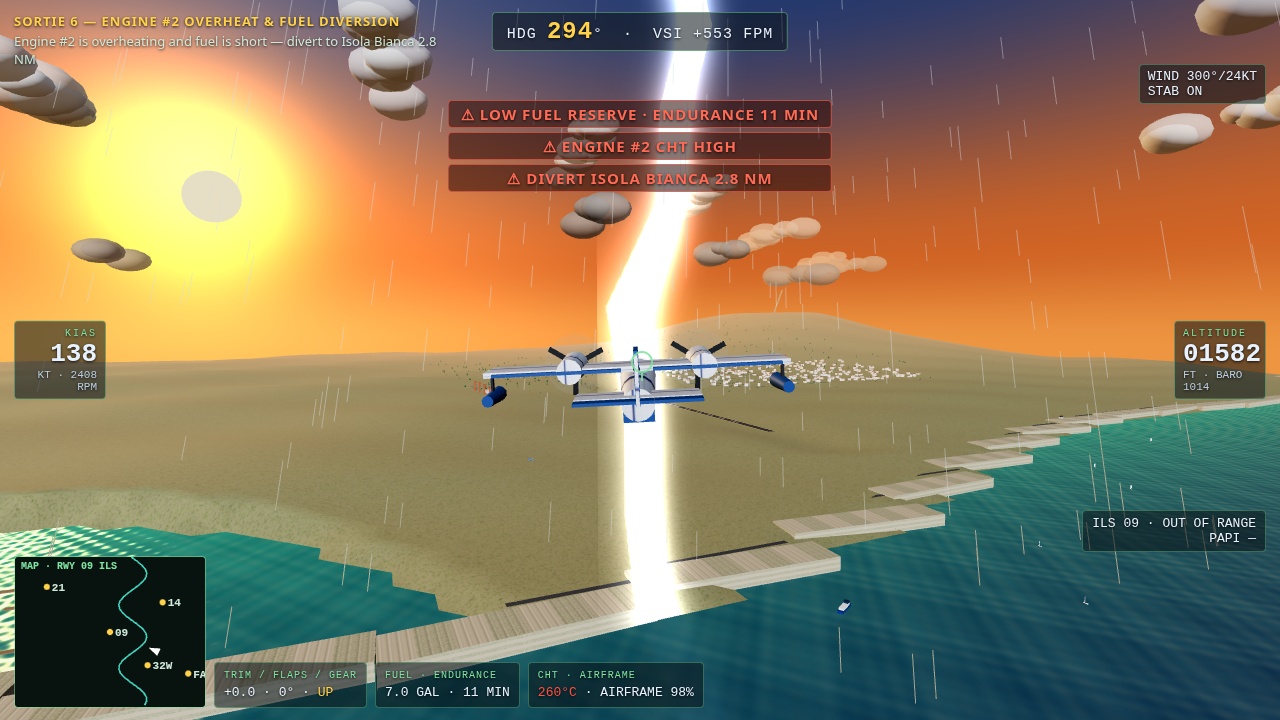 SORTIE 6 — ENGINE #2 OVERHEAT & FUEL DIVERSION
Engine #2 is overheating and fuel is short — divert to Isola Bianca 2.8
NM.
HDG 294° · VSI +553 FPM
WIND 300°/24KT
STAB ON
⚠ LOW FUEL RESERVE · ENDURANCE 11 MIN
⚠ ENGINE #2 CHT HIGH
⚠ DIVERT ISOLA BIANCA 2.8 NM
KIAS
138
KT · 2408
RPM
ALTITUDE
01582
FT · BARO
1014
ILS 09 · OUT OF RANGE
PAPI —
MAP · RWY 09 ILS
21
14
09
32W
FA
TRIM / FLAPS / GEAR
+0.0 · 0° · UP
FUEL · ENDURANCE
7.0 GAL · 11 MIN
CHT · AIRFRAME
260°C · AIRFRAME 98%